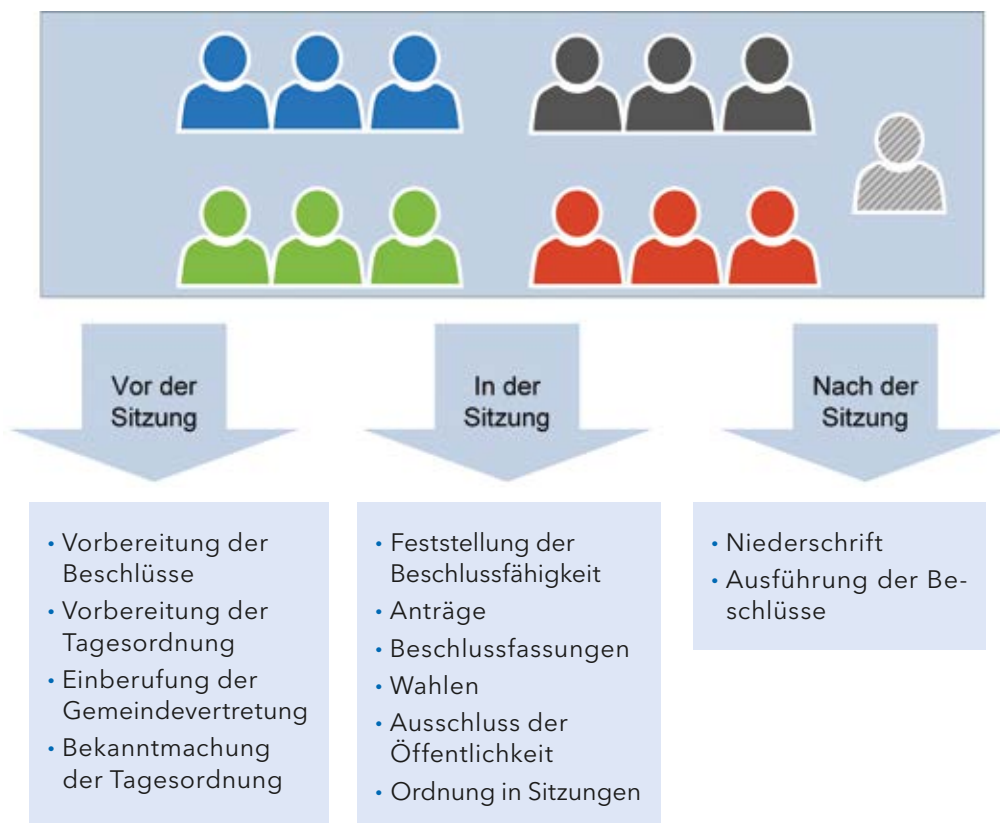 Vor der
Sitzung
In der
Sitzung
Nach der
Sitzung
• Vorbereitung der
Beschlüsse
• Vorbereitung der
Tagesordnung
• Einberufung der
Gemeindevertretung
• Bekanntmachung
der Tagesordnung
• Feststellung der
Beschlussfähigkeit
• Anträge
• Beschlussfassungen
• Wahlen
• Ausschluss der
Öffentlichkeit
• Ordnung in Sitzungen
• Niederschrift
• Ausführung der Be-
schlüsse